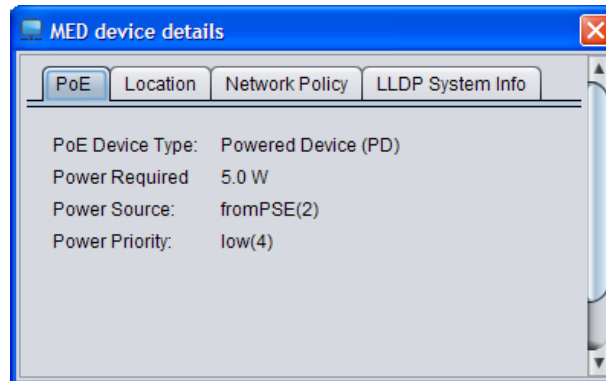 MED device details
PoE Location Network Policy LLDP System Info
PoE Device Type: Powered Device (PD)
Power Required 5.0 W
Power Source: fromPSE(2)
Power Priority: low(4)